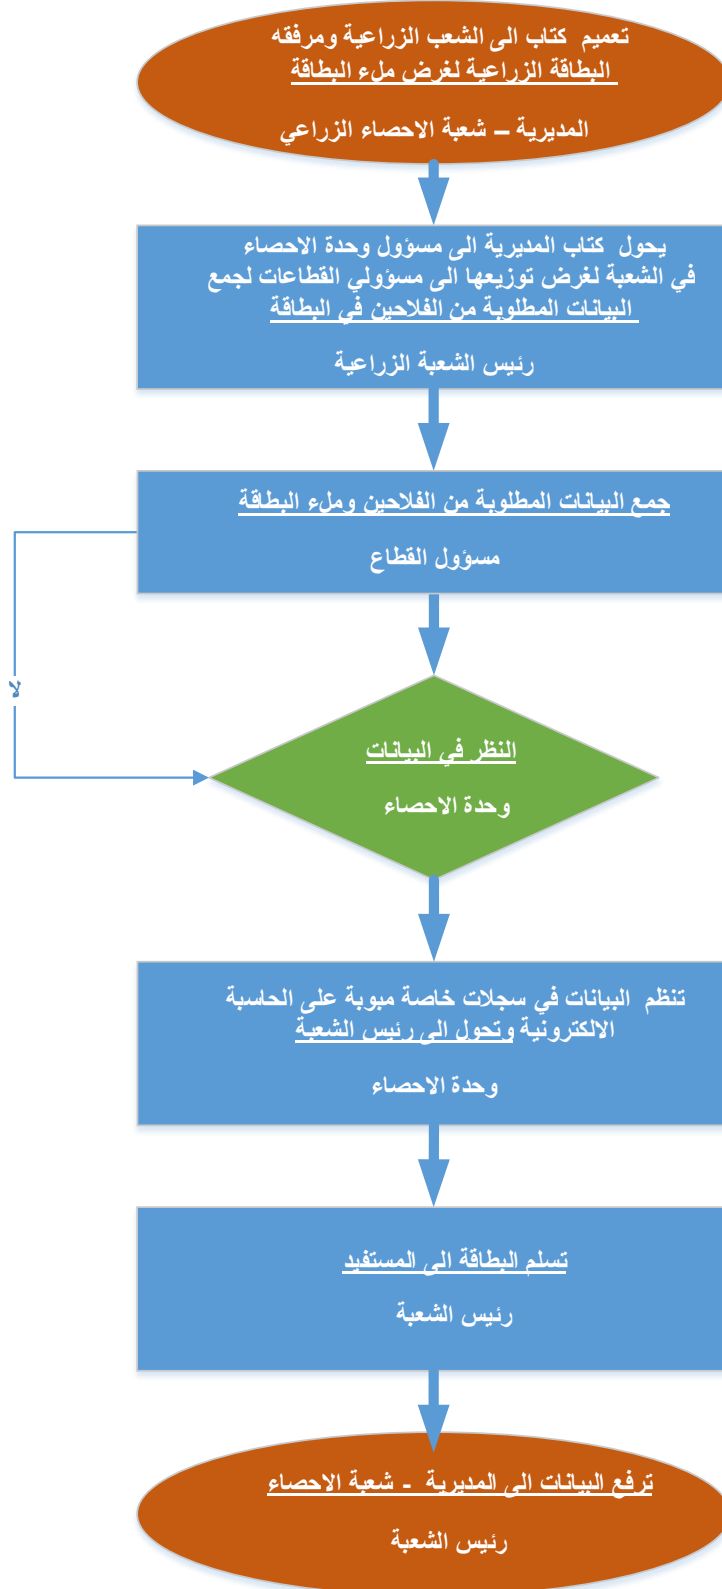 تعميم كتاب الى الشعب الزراعية ومرفقه
البطاقة الزراعية لغرض ملء البطاقة
المديرية – شعبة الاحصاء الزراعي
يحول كتاب المديرية الى مسؤول وحدة الاحصاء
في الشعبة لغرض توزيعها الى مسؤولي القطاعات لجمع
البيانات المطلوبة من الفلاحين في البطاقة
رئيس الشعبة الزراعية
جمع البيانات المطلوبة من الفلاحين وملء البطاقة
مسؤول القطاع
النظر في البيانات
وحدة الاحصاء
تنظم البيانات في سجلات خاصة مبوبة على الحاسبة
الالكترونية وتحول الى رئيس الشعبة
وحدة الاحصاء
تسلم البطاقة الى المستفيد
رئيس الشعبة
ترفع البيانات الى المديرية - شعبة الاحصاء
رئيس الشعبة